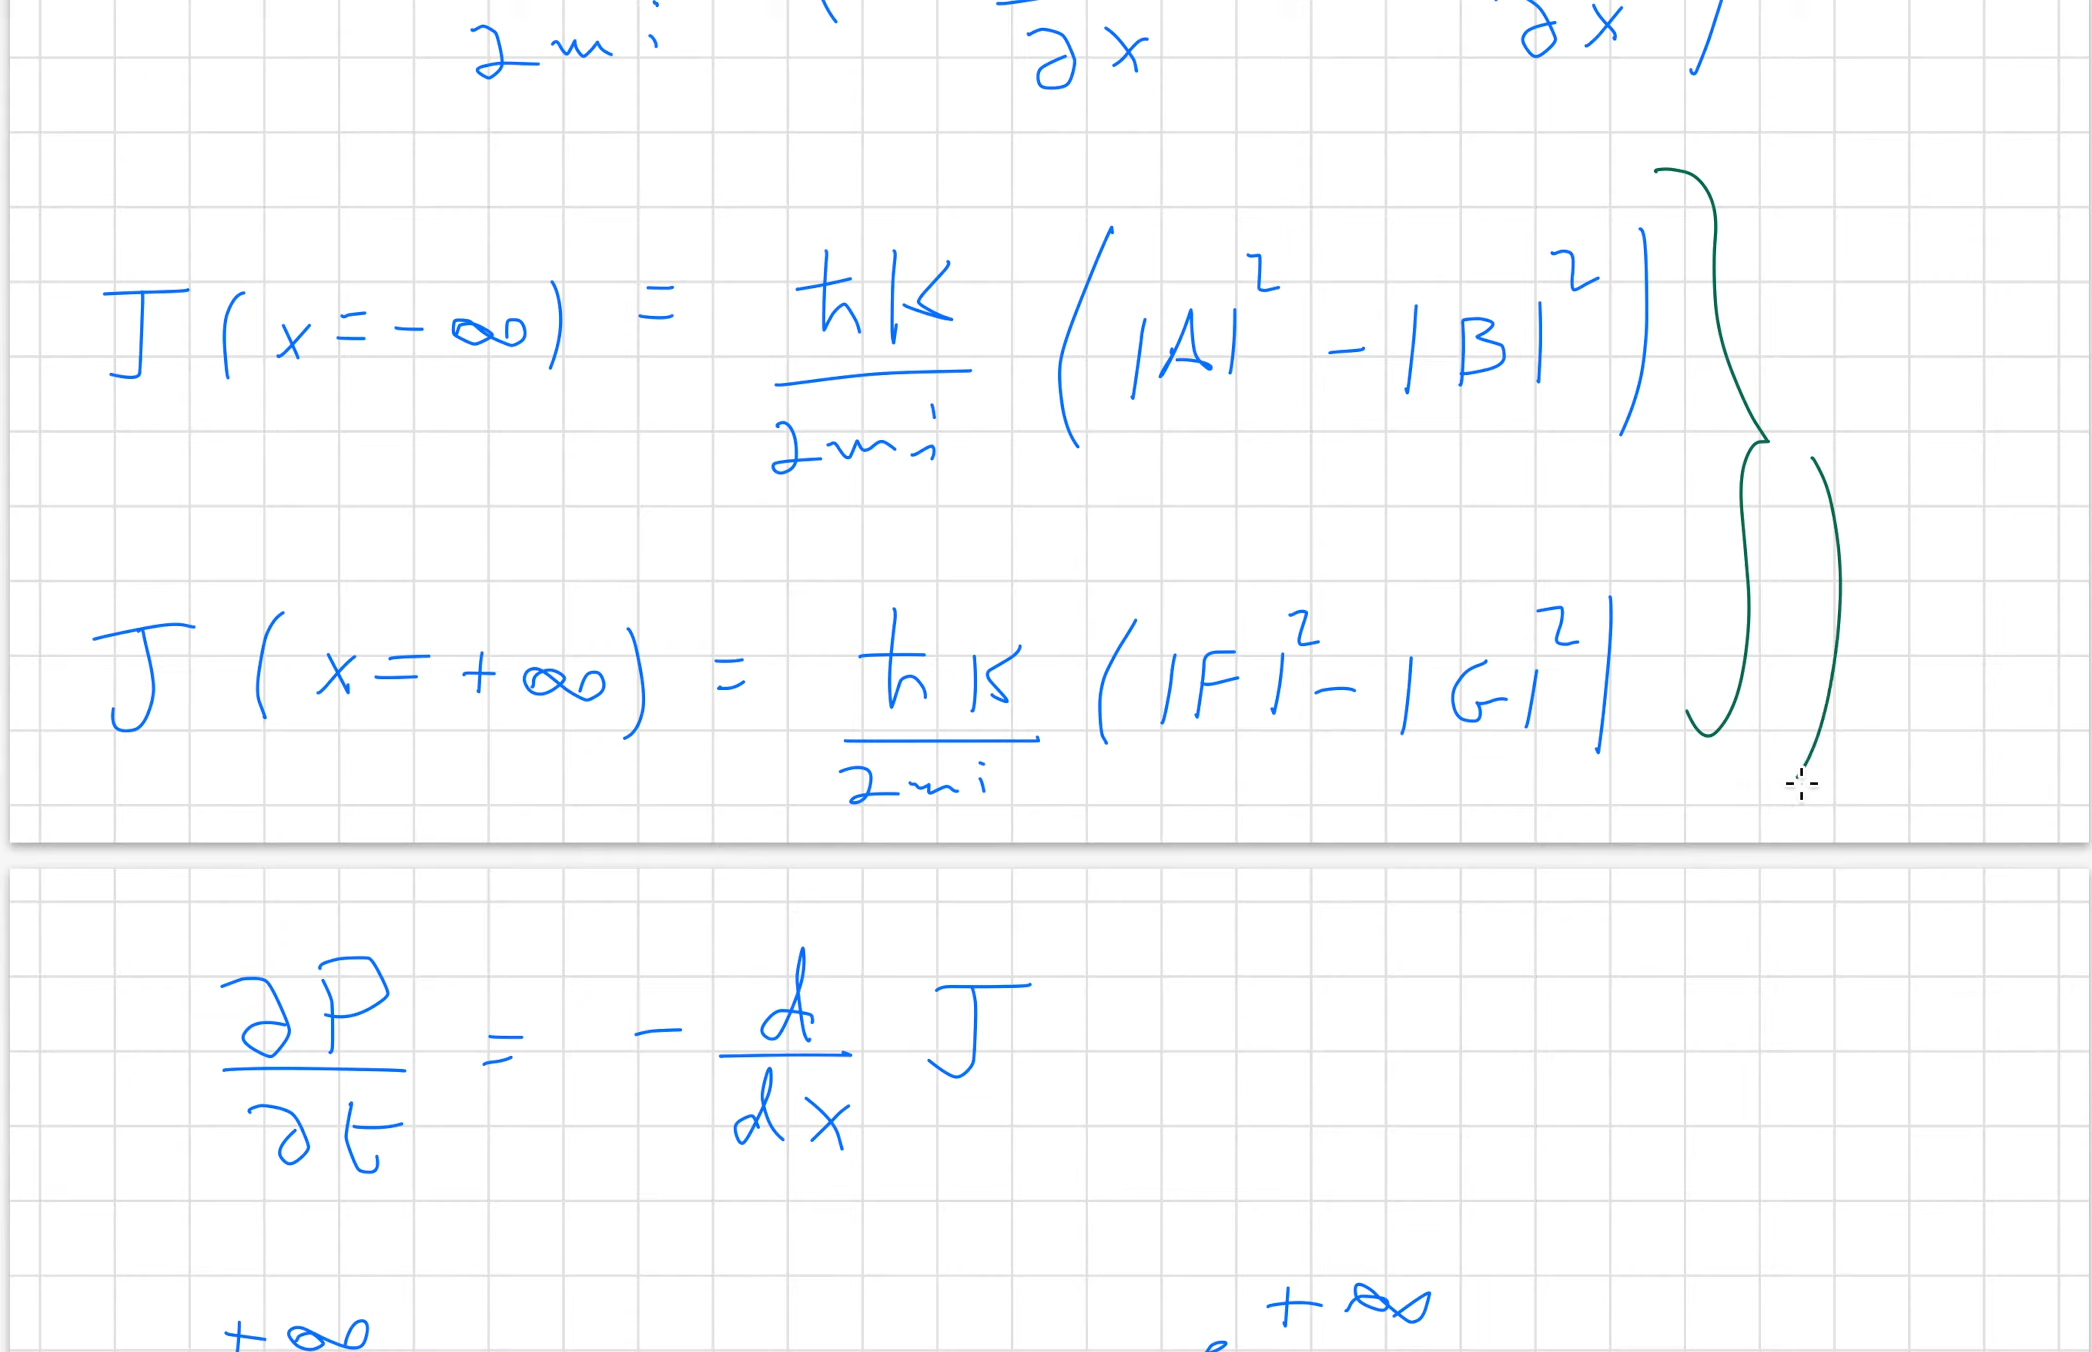 2mi ( ∂x ∂x )
J(x = -∞) = ħk/2mi (|A|² - |B|²)
J(x = +∞) = ħk/2mi (|F|² - |G|²)
∂P/∂t = - d/dx J
+∞ +∞